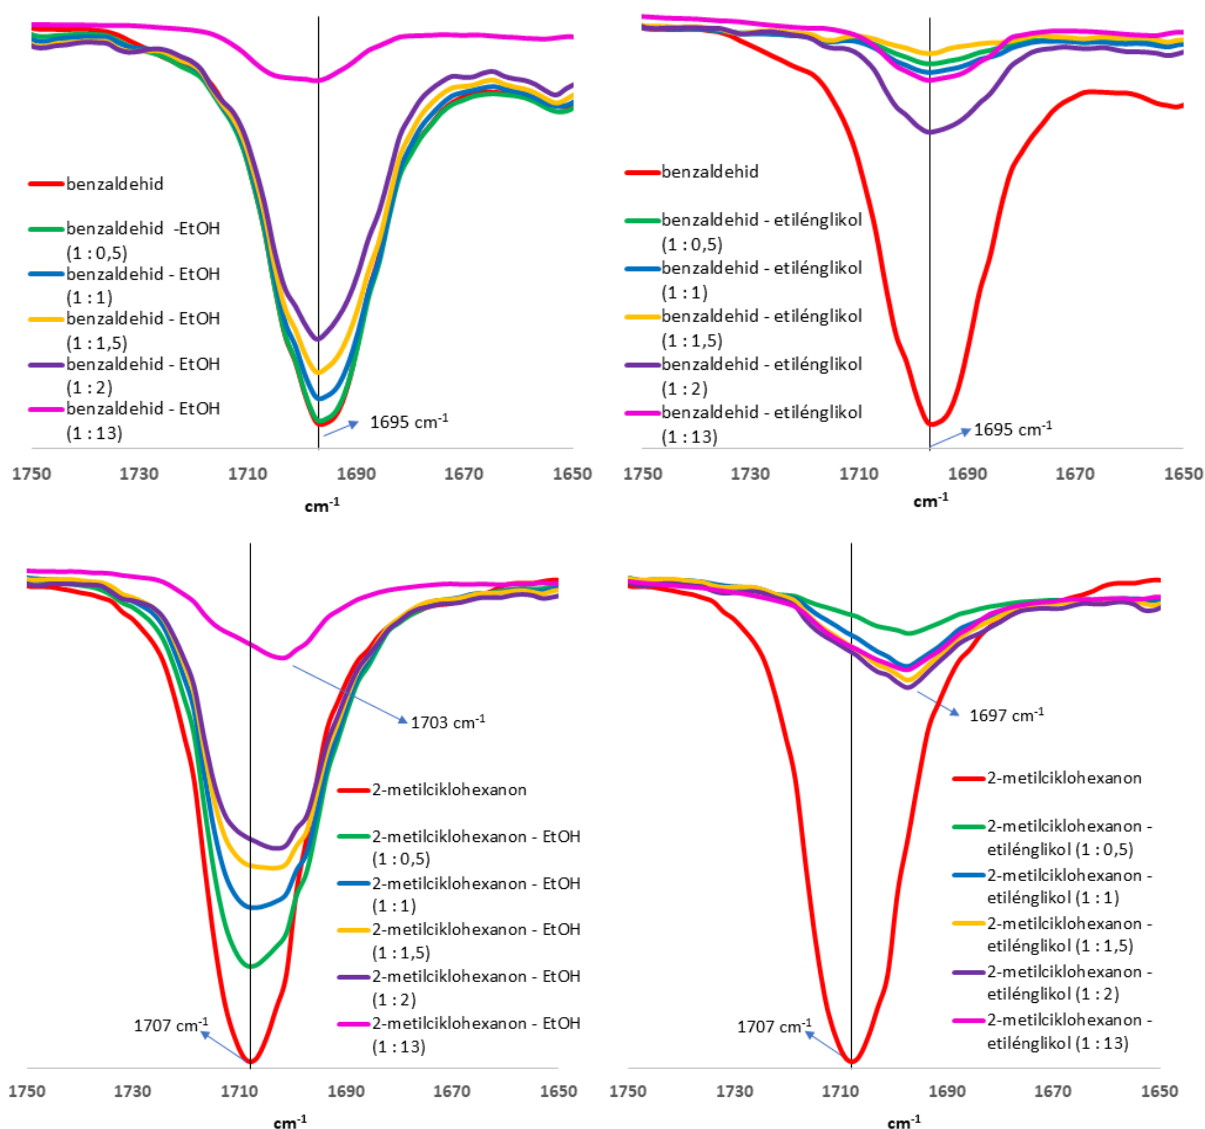 benzaldehid
benzaldehid -EtOH
(1 : 0,5)
benzaldehid - EtOH
(1 : 1)
benzaldehid - EtOH
(1 : 1,5)
benzaldehid - EtOH
(1 : 2)
benzaldehid - EtOH
(1 : 13)
1695 cm⁻¹
1750 1730 1710 1690 1670 1650
cm⁻¹
benzaldehid
benzaldehid - etilénglikol
(1 : 0,5)
benzaldehid - etilénglikol
(1 : 1)
benzaldehid - etilénglikol
(1 : 1,5)
benzaldehid - etilénglikol
(1 : 2)
benzaldehid - etilénglikol
(1 : 13)
1695 cm⁻¹
1750 1730 1710 1690 1670 1650
cm⁻¹
1703 cm⁻¹
2-metilciklohexanon
2-metilciklohexanon - EtOH
(1 : 0,5)
2-metilciklohexanon - EtOH
(1 : 1)
2-metilciklohexanon - EtOH
(1 : 1,5)
2-metilciklohexanon - EtOH
(1 : 2)
2-metilciklohexanon - EtOH
(1 : 13)
1707 cm⁻¹
1750 1730 1710 1690 1670 1650
cm⁻¹
1697 cm⁻¹
2-metilciklohexanon
2-metilciklohexanon -
etilénglikol (1 : 0,5)
2-metilciklohexanon -
etilénglikol (1 : 1)
2-metilciklohexanon -
etilénglikol (1 : 1,5)
2-metilciklohexanon -
etilénglikol (1 : 2)
2-metilciklohexanon -
etilénglikol (1 : 13)
1707 cm⁻¹
1750 1730 1710 1690 1670 1650
cm⁻¹